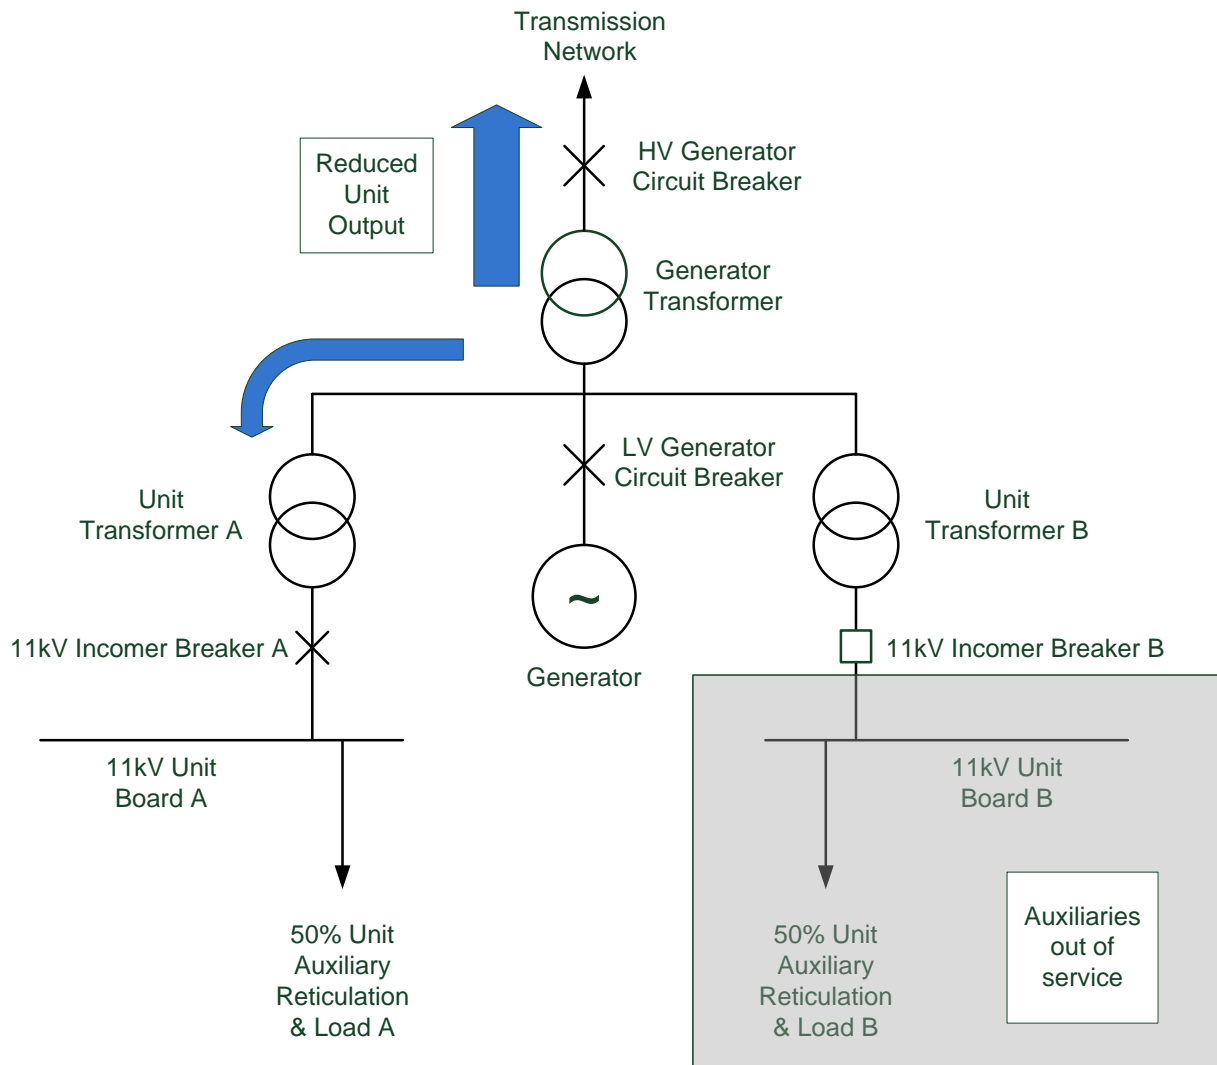 Transmission
Network
HV Generator
Circuit Breaker
Reduced
Unit
Output
Generator
Transformer
LV Generator
Circuit Breaker
Unit
Transformer A
Unit
Transformer B
~
11kV Incomer Breaker A
11kV Incomer Breaker B
Generator
11kV Unit
Board A
11kV Unit
Board B
50% Unit
Auxiliary
Reticulation
& Load A
50% Unit
Auxiliary
Reticulation
& Load B
Auxiliaries
out of
service